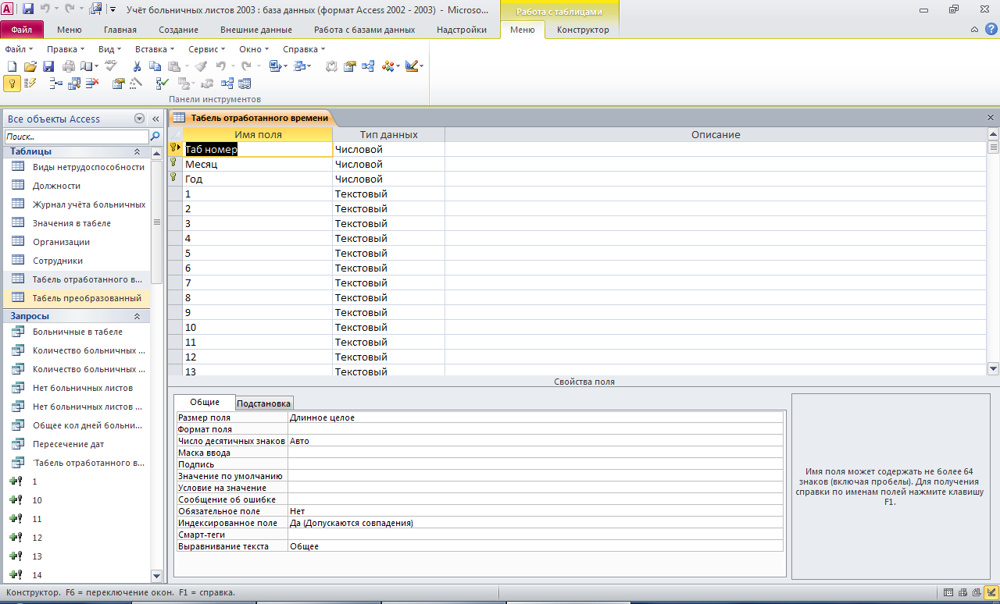 Учёт больничных листов 2003 : база данных (формат Access 2002 - 2003) - Microso...
Работа с таблицами
Файл Меню Главная Создание Внешние данные Работа с базами данных Надстройки Меню Конструктор
Файл Правка Вид Вставка Сервис Окно Справка
Панели инструментов
Все объекты Access
Поиск...
Таблицы
Виды нетрудоспособности
Должности
Журнал учёта больничных
Значения в табеле
Организации
Сотрудники
Табель отработанного в...
Табель преобразованный
Запросы
Больничные в табеле
Количество больничных ...
Количество больничных ...
Нет больничных листов
Нет больничных листов ...
Общее кол дней больни...
Пересечение дат
'Табель отработанного в...
1
10
11
12
13
14
Табель отработанного времени
Имя поля Тип данных Описание
Таб номер Числовой
Месяц Числовой
Год Числовой
1 Текстовый
2 Текстовый
3 Текстовый
4 Текстовый
5 Текстовый
6 Текстовый
7 Текстовый
8 Текстовый
9 Текстовый
10 Текстовый
11 Текстовый
12 Текстовый
13 Текстовый
Свойства поля
Общие Подстановка
Размер поля Длинное целое
Формат поля
Число десятичных знаков Авто
Маска ввода
Подпись
Значение по умолчанию
Условие на значение
Сообщение об ошибке
Обязательное поле Нет
Индексированное поле Да (Допускаются совпадения)
Смарт-теги
Выравнивание текста Общее
Имя поля может содержать не более 64
знаков (включая пробелы). Для получения
справки по именам полей нажмите клавишу
F1.
Конструктор. F6 = переключение окон. F1 = справка.